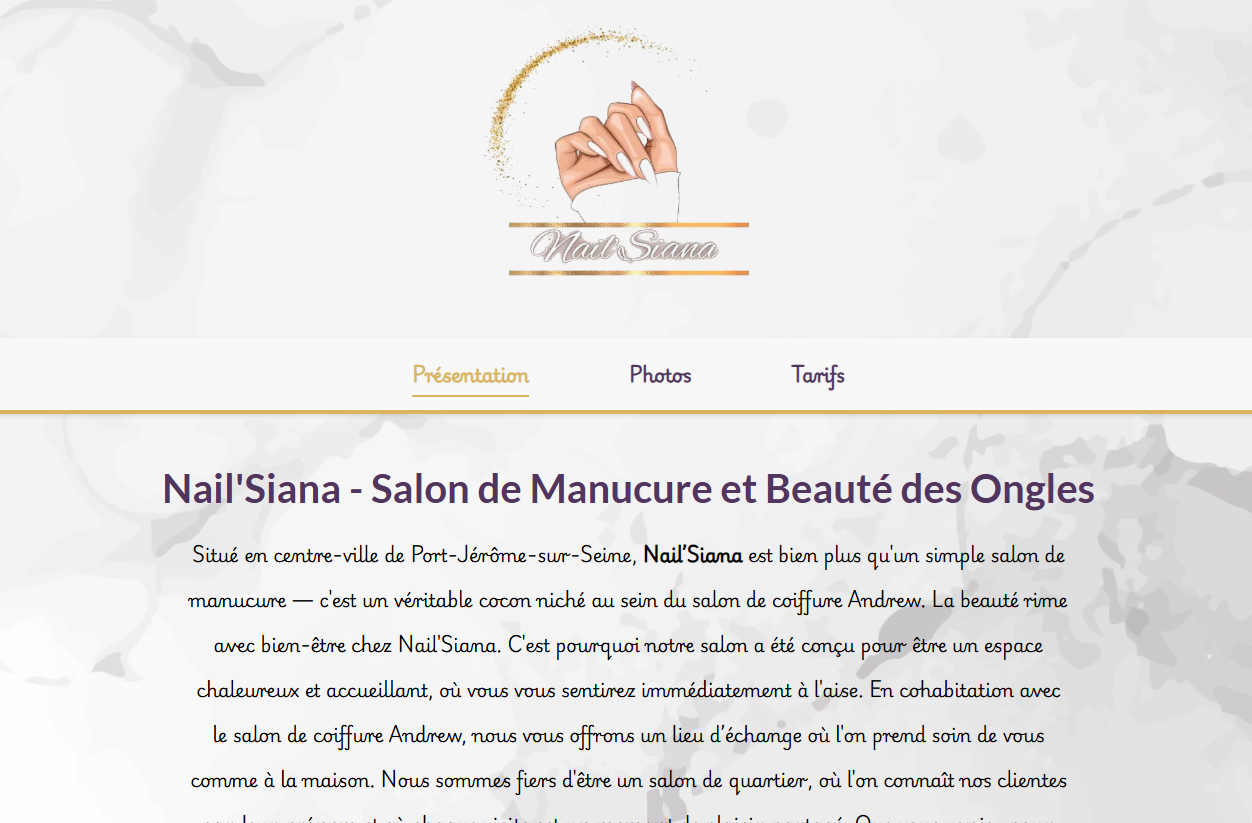 Nail'Siana
Présentation
Photos
Tarifs
Nail'Siana - Salon de Manucure et Beauté des Ongles
Situé en centre-ville de Port-Jérôme-sur-Seine, Nail’Siana est bien plus qu'un simple salon de
manucure — c'est un véritable cocon niché au sein du salon de coiffure Andrew. La beauté rime
avec bien-être chez Nail'Siana. C'est pourquoi notre salon a été conçu pour être un espace
chaleureux et accueillant, où vous vous sentirez immédiatement à l'aise. En cohabitation avec
le salon de coiffure Andrew, nous vous offrons un lieu d’échange où l'on prend soin de vous
comme à la maison. Nous sommes fiers d'être un salon de quartier, où l'on connaît nos clientes